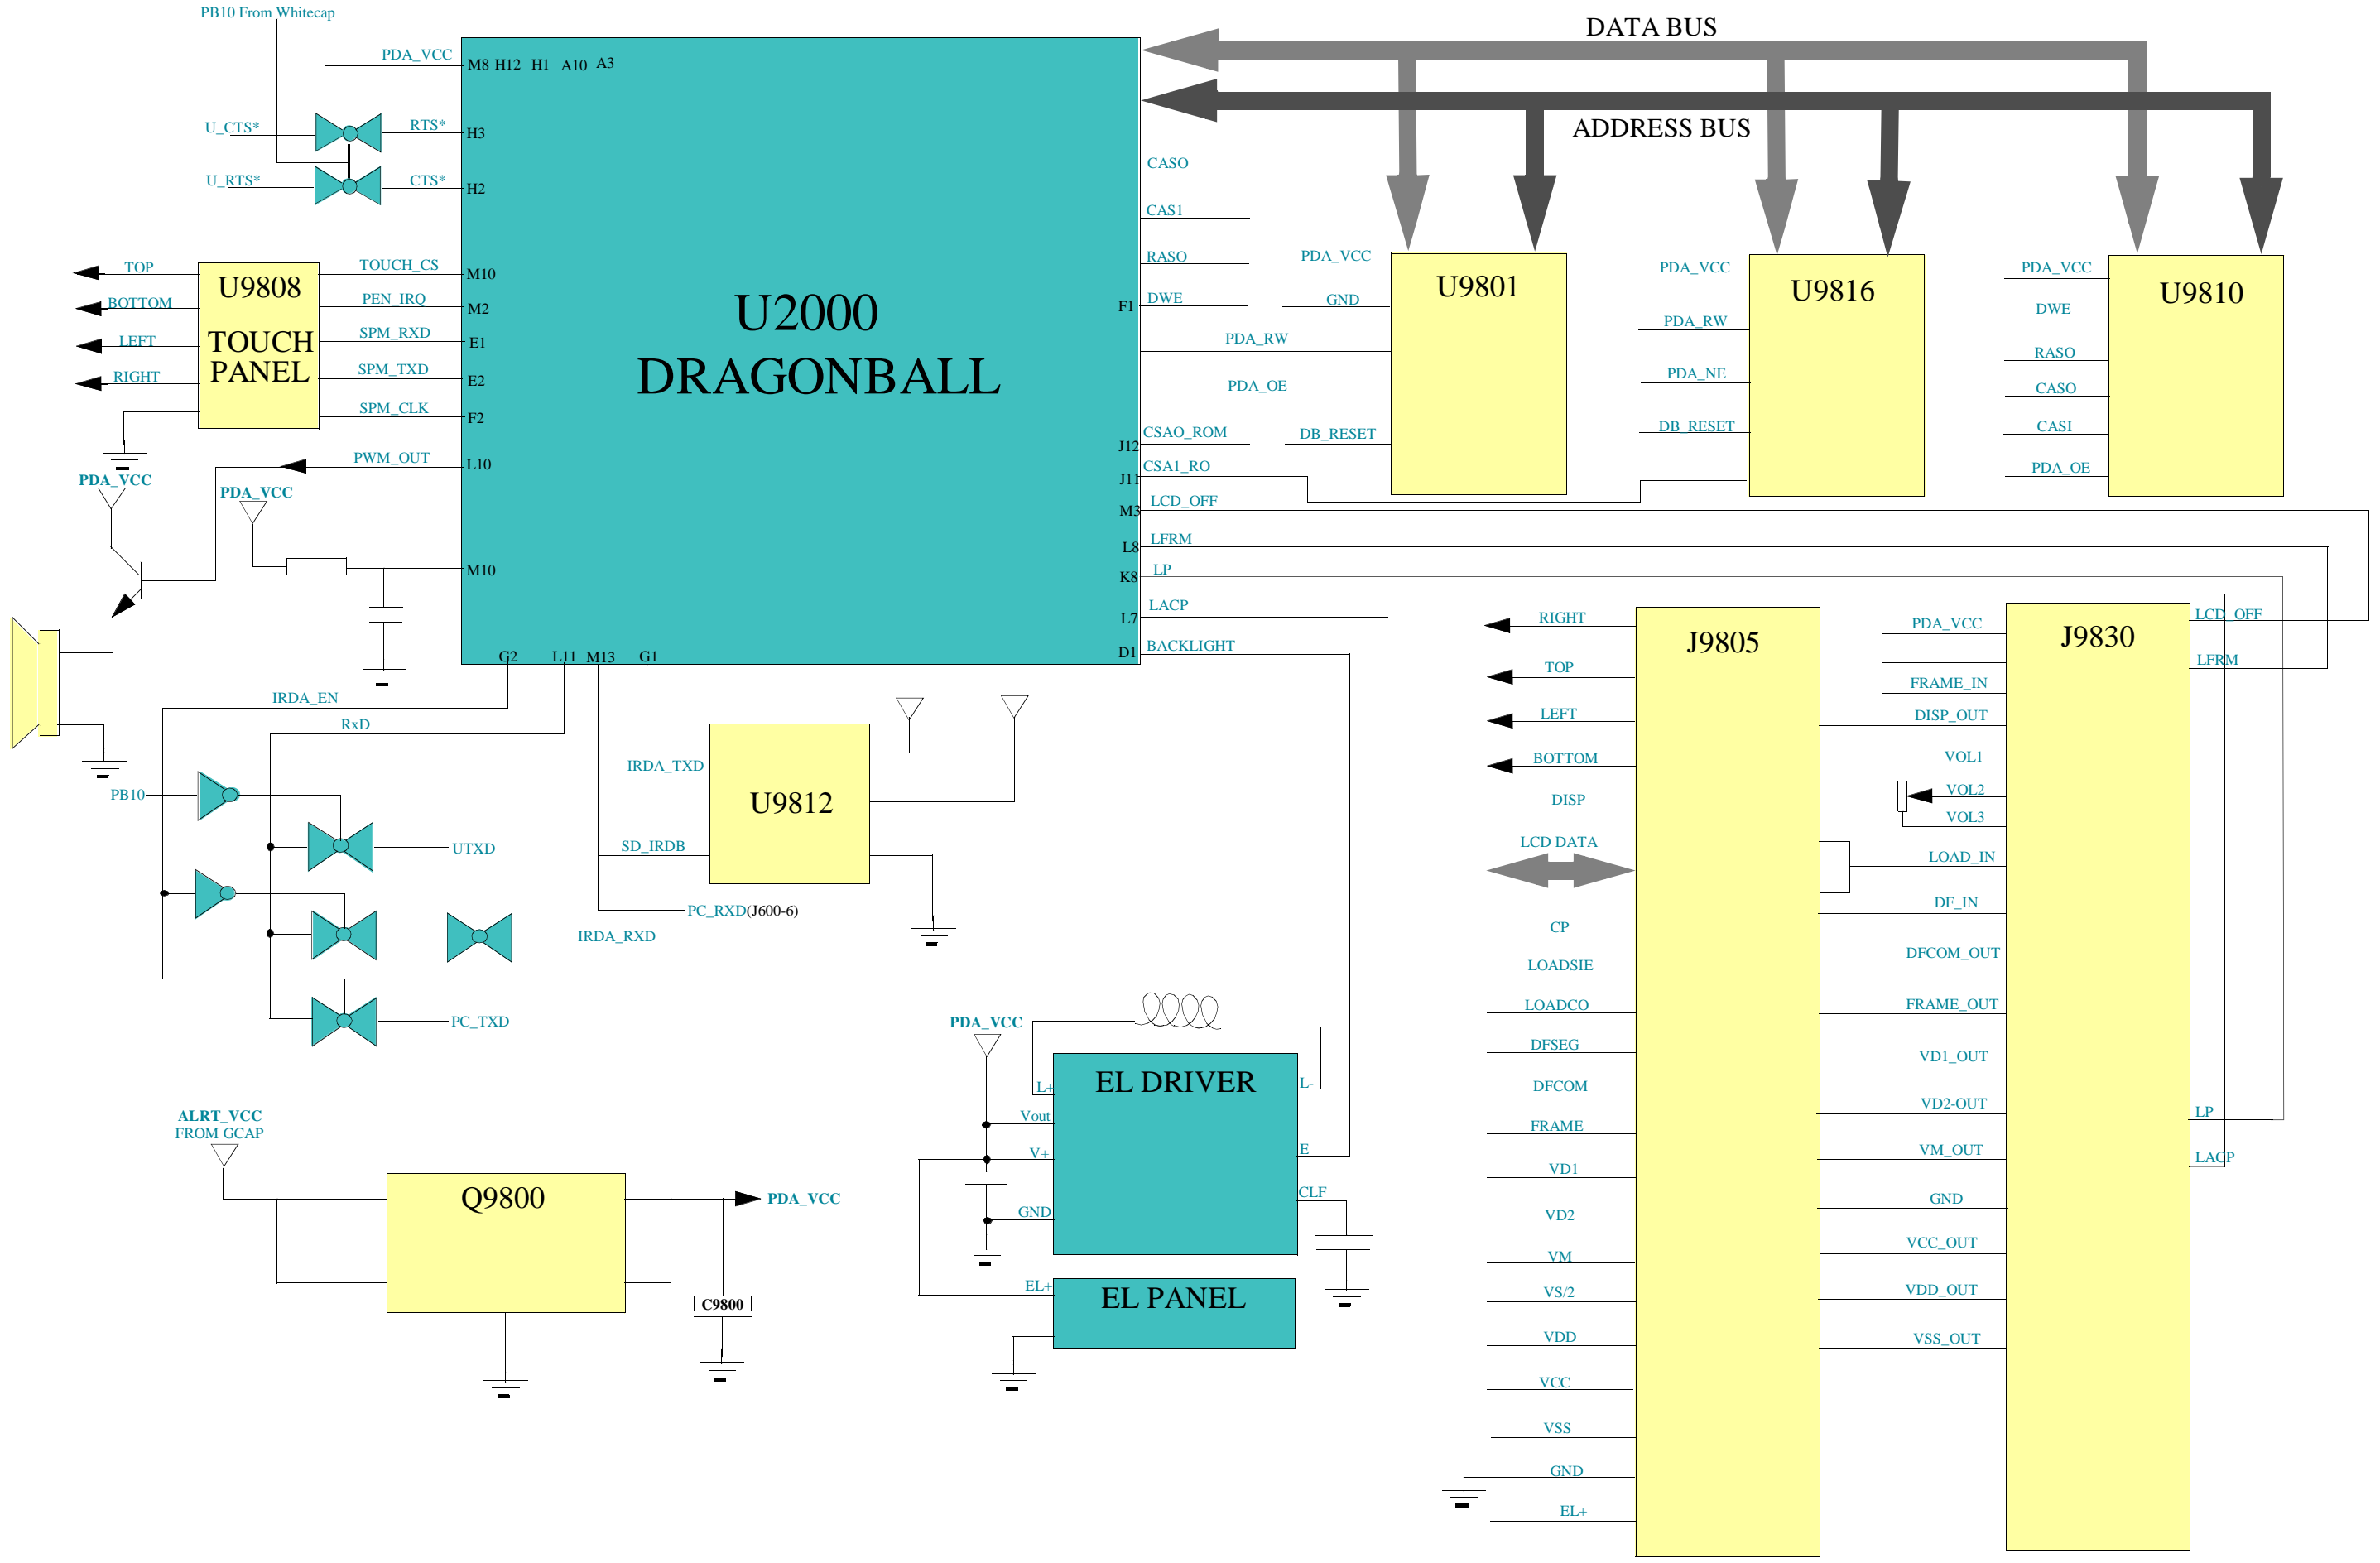 PB10 From Whitecap
DATA BUS
ADDRESS BUS
PDA_VCC
M8 H12 H1 A10 A3
U_CTS*
RTS*
H3
U_RTS*
CTS*
H2
U2000
DRAGONBALL
TOP
BOTTOM
LEFT
RIGHT
U9808
TOUCH
PANEL
TOUCH_CS
M10
PEN_IRQ
M2
SPM_RXD
E1
SPM_TXD
E2
SPM_CLK
F2
PWM_OUT
L10
PDA_VCC
PDA_VCC
M10
CASO
CAS1
RASO
F1
DWE
PDA_RW
PDA_OE
J12
CSAO_ROM
J11
CSA1_RO
M3
LCD_OFF
L8
LFRM
K8
LP
L7
LACP
D1
BACKLIGHT
PDA_VCC
GND
DB_RESET
U9801
PDA_VCC
PDA_RW
PDA_NE
DB_RESET
U9816
PDA_VCC
DWE
RASO
CASO
CASI
PDA_OE
U9810
G2
L11
M13
G1
IRDA_EN
RxD
PB10
UTXD
IRDA_RXD
PC_TXD
IRDA_TXD
SD_IRDB
PC_RXD(J600-6)
U9812
ALRT_VCC
FROM GCAP
Q9800
PDA_VCC
C9800
PDA_VCC
L+
Vout
V+
GND
EL DRIVER
L-
E
CLF
EL+
EL PANEL
RIGHT
TOP
LEFT
BOTTOM
DISP
LCD DATA
CP
LOADSIE
LOADCO
DFSEG
DFCOM
FRAME
VD1
VD2
VM
VS/2
VDD
VCC
VSS
GND
EL+
J9805
PDA_VCC
FRAME_IN
DISP_OUT
VOL1
VOL2
VOL3
LOAD_IN
DF_IN
DFCOM_OUT
FRAME_OUT
VD1_OUT
VD2-OUT
VM_OUT
GND
VCC_OUT
VDD_OUT
VSS_OUT
J9830
LCD_OFF
LFRM
LP
LACP